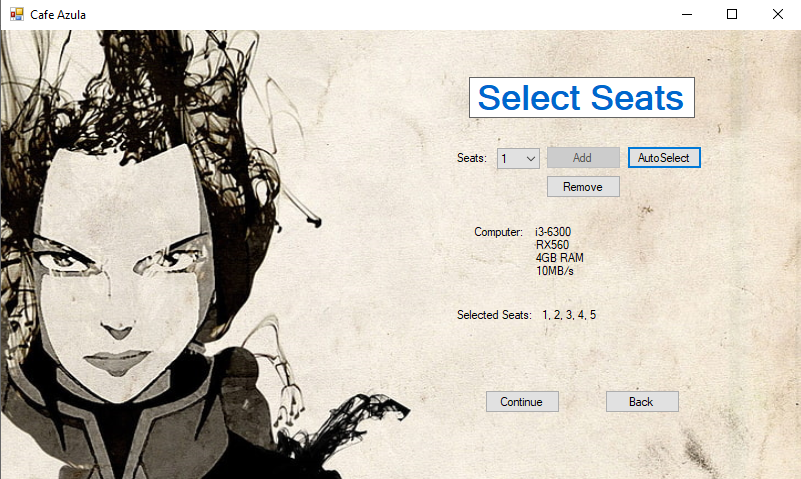 Cafe Azula
Select Seats
Seats: 1 Add AutoSelect
Remove
Computer: i3-6300
RX560
4GB RAM
10MB/s
Selected Seats: 1, 2, 3, 4, 5
Continue Back